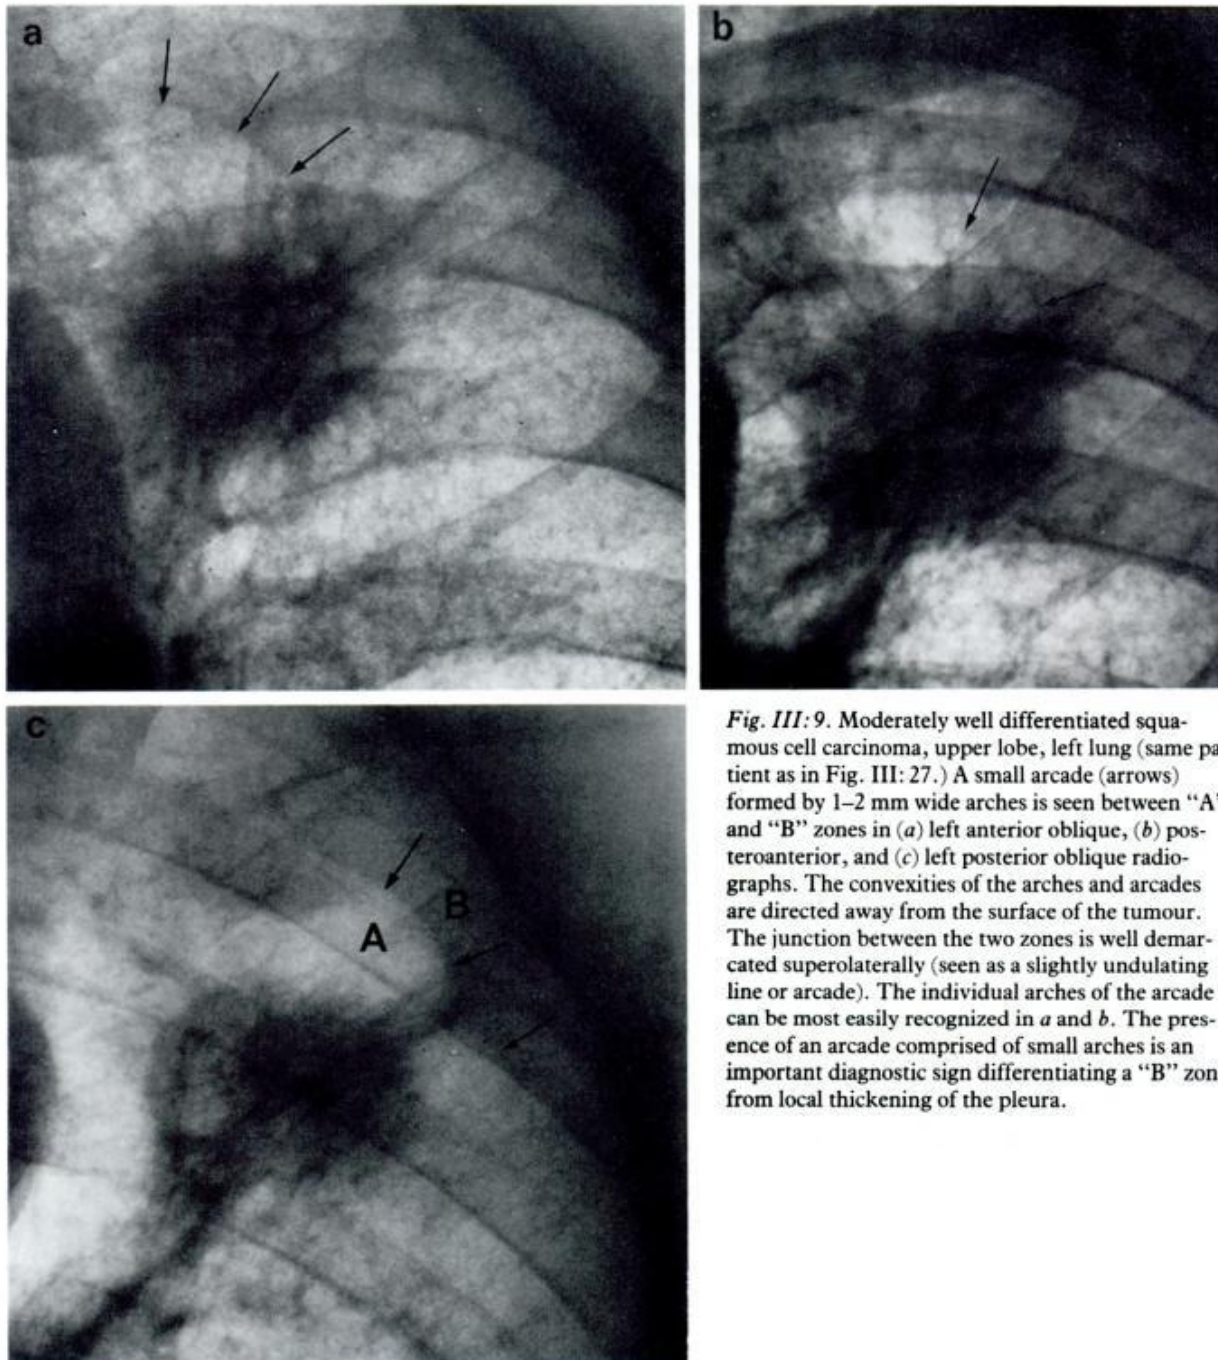 a
b
c
A
B
Fig. III: 9. Moderately well differentiated squa-
mous cell carcinoma, upper lobe, left lung (same pa
tient as in Fig. III: 27.) A small arcade (arrows)
formed by 1–2 mm wide arches is seen between “A”
and “B” zones in (a) left anterior oblique, (b) pos-
teroanterior, and (c) left posterior oblique radio-
graphs. The convexities of the arches and arcades
are directed away from the surface of the tumour.
The junction between the two zones is well demar-
cated superolaterally (seen as a slightly undulating
line or arcade). The individual arches of the arcade
can be most easily recognized in a and b. The pres-
ence of an arcade comprised of small arches is an
important diagnostic sign differentiating a “B” zon
from local thickening of the pleura.